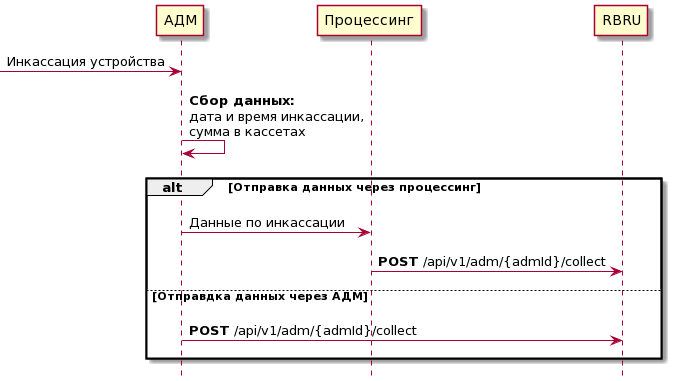 АДМ
Процессинг
RBRU
Инкассация устройства
Сбор данных:
дата и время инкассации,
сумма в кассетах
alt
[Отправка данных через процессинг]
Данные по инкассации
POST /api/v1/adm/{admId}/collect
[Отправдка данных через АДМ]
POST /api/v1/adm/{admId}/collect